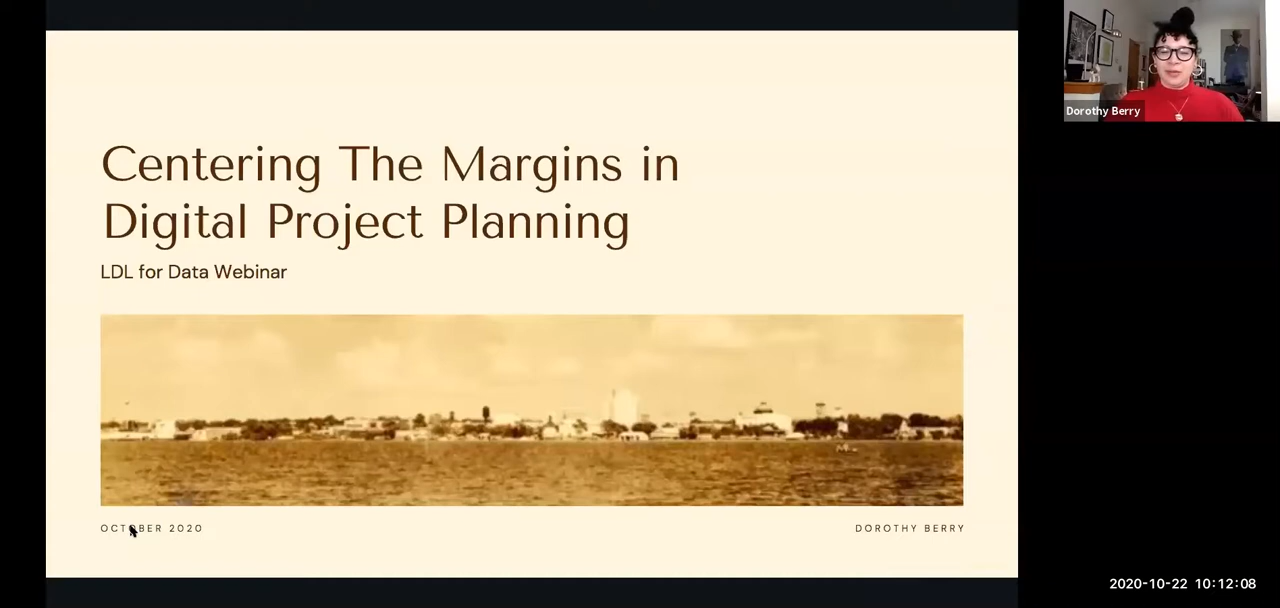 Centering The Margins in
Digital Project Planning
LDL for Data Webinar
OCTOBER 2020
DOROTHY BERRY
Dorothy Berry
2020-10-22 10:12:08